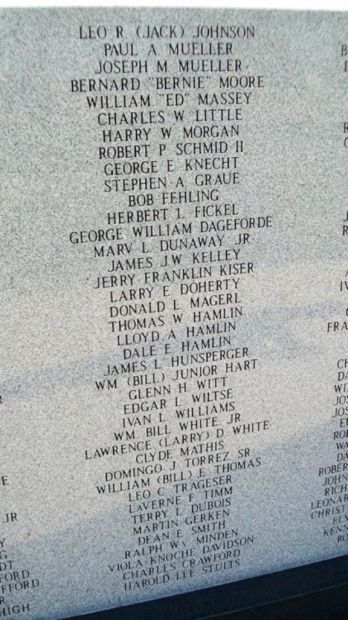 LEO R (JACK) JOHNSON
PAUL A MUELLER
JOSEPH M MUELLER
BERNARD "BERNIE" MOORE
WILLIAM "ED" MASSEY
CHARLES W LITTLE
HARRY W MORGAN
ROBERT P SCHMID II
GEORGE E KNECHT
STEPHEN A GRAUE
BOB FEHLING
HERBERT L FICKEL
GEORGE WILLIAM DAGEFORDE
MARV L DUNAWAY JR
JAMES J.W KELLEY
JERRY FRANKLIN KISER
LARRY E DOHERTY
DONALD L MAGERL
THOMAS W HAMLIN
LLOYD A HAMLIN
DALE E HAMLIN
JAMES L HUNSPERGER
WM (BILL) JUNIOR HART
GLENN H WITT
EDGAR L WILTSE
IVAN L WILLIAMS
WM. BILL WHITE JR
LAWRENCE (LARRY) D WHITE
CLYDE MATHIS
DOMINGO J TORREZ SR
WILLIAM (BILL) E THOMAS
LEO C TRAGESER
LAVERNE F TIMM
TERRY L DUBOIS
MARTIN GERKEN
DEAN E SMITH
RALPH W.V MINDEN
VIOLA KNOCHE DAVIDSON
CHARLES CRAWFORD
HAROLD LEE STULTS